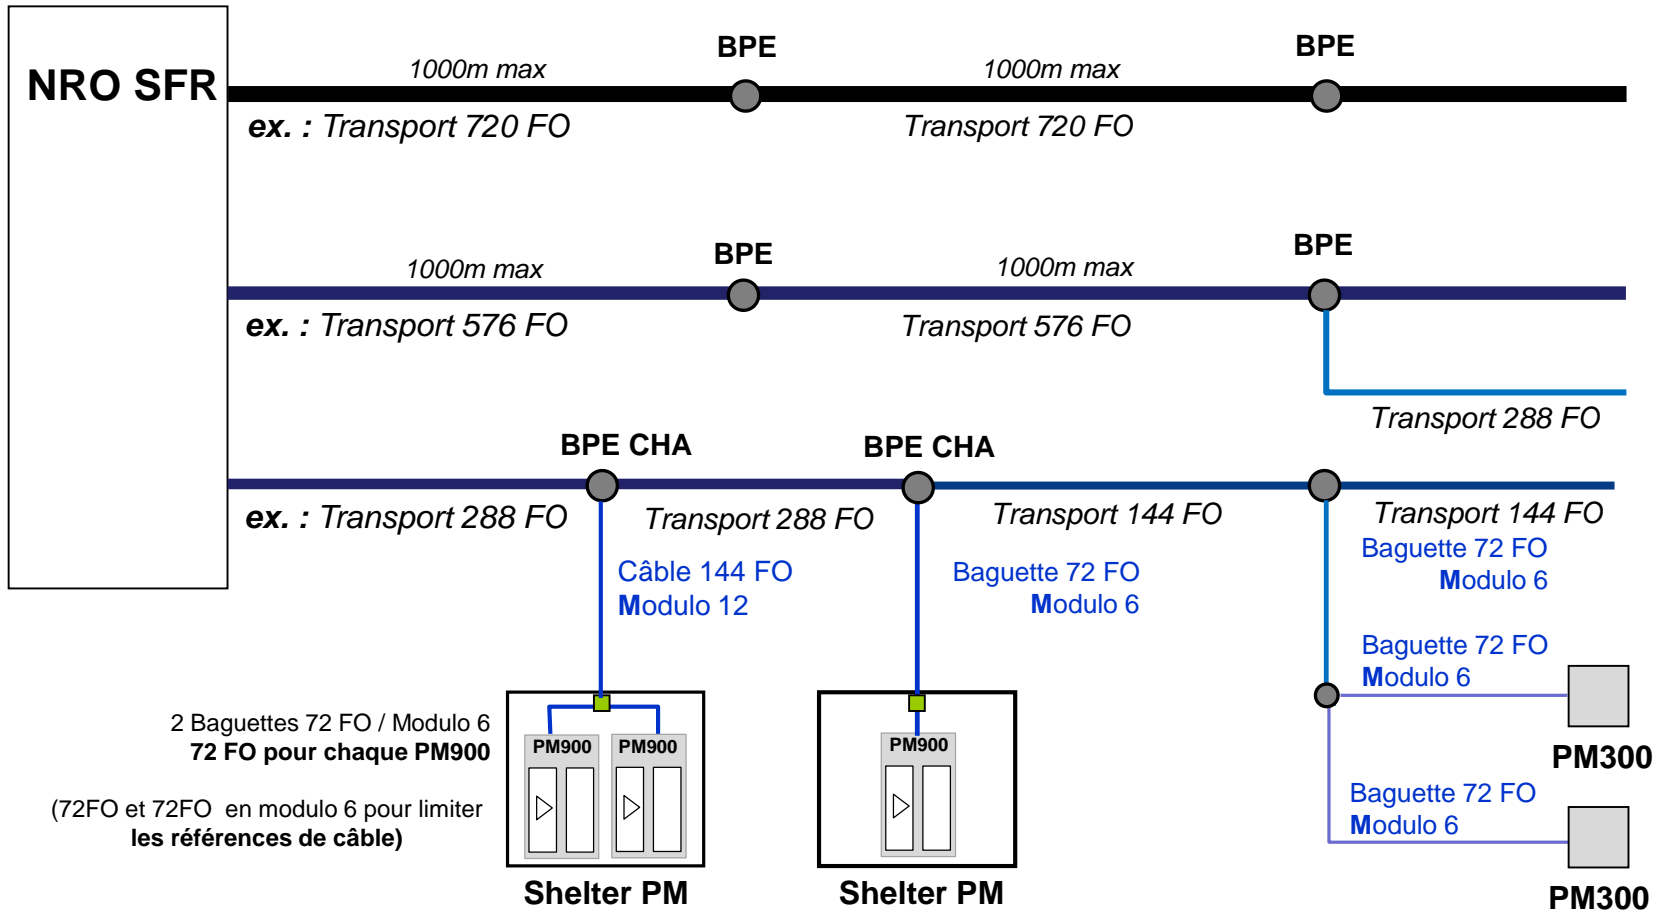 NRO SFR
1000m max
BPE
1000m max
BPE
ex. : Transport 720 FO
Transport 720 FO
1000m max
BPE
1000m max
BPE
ex. : Transport 576 FO
Transport 576 FO
Transport 288 FO
BPE CHA
BPE CHA
ex. : Transport 288 FO
Transport 288 FO
Transport 144 FO
Transport 144 FO
Câble 144 FO
Modulo 12
Baguette 72 FO
Modulo 6
Baguette 72 FO
Modulo 6
Baguette 72 FO
Modulo 6
2 Baguettes 72 FO / Modulo 6
72 FO pour chaque PM900
(72FO et 72FO en modulo 6 pour limiter
les références de câble)
PM900
PM900
PM900
PM300
Baguette 72 FO
Modulo 6
Shelter PM
Shelter PM
PM300